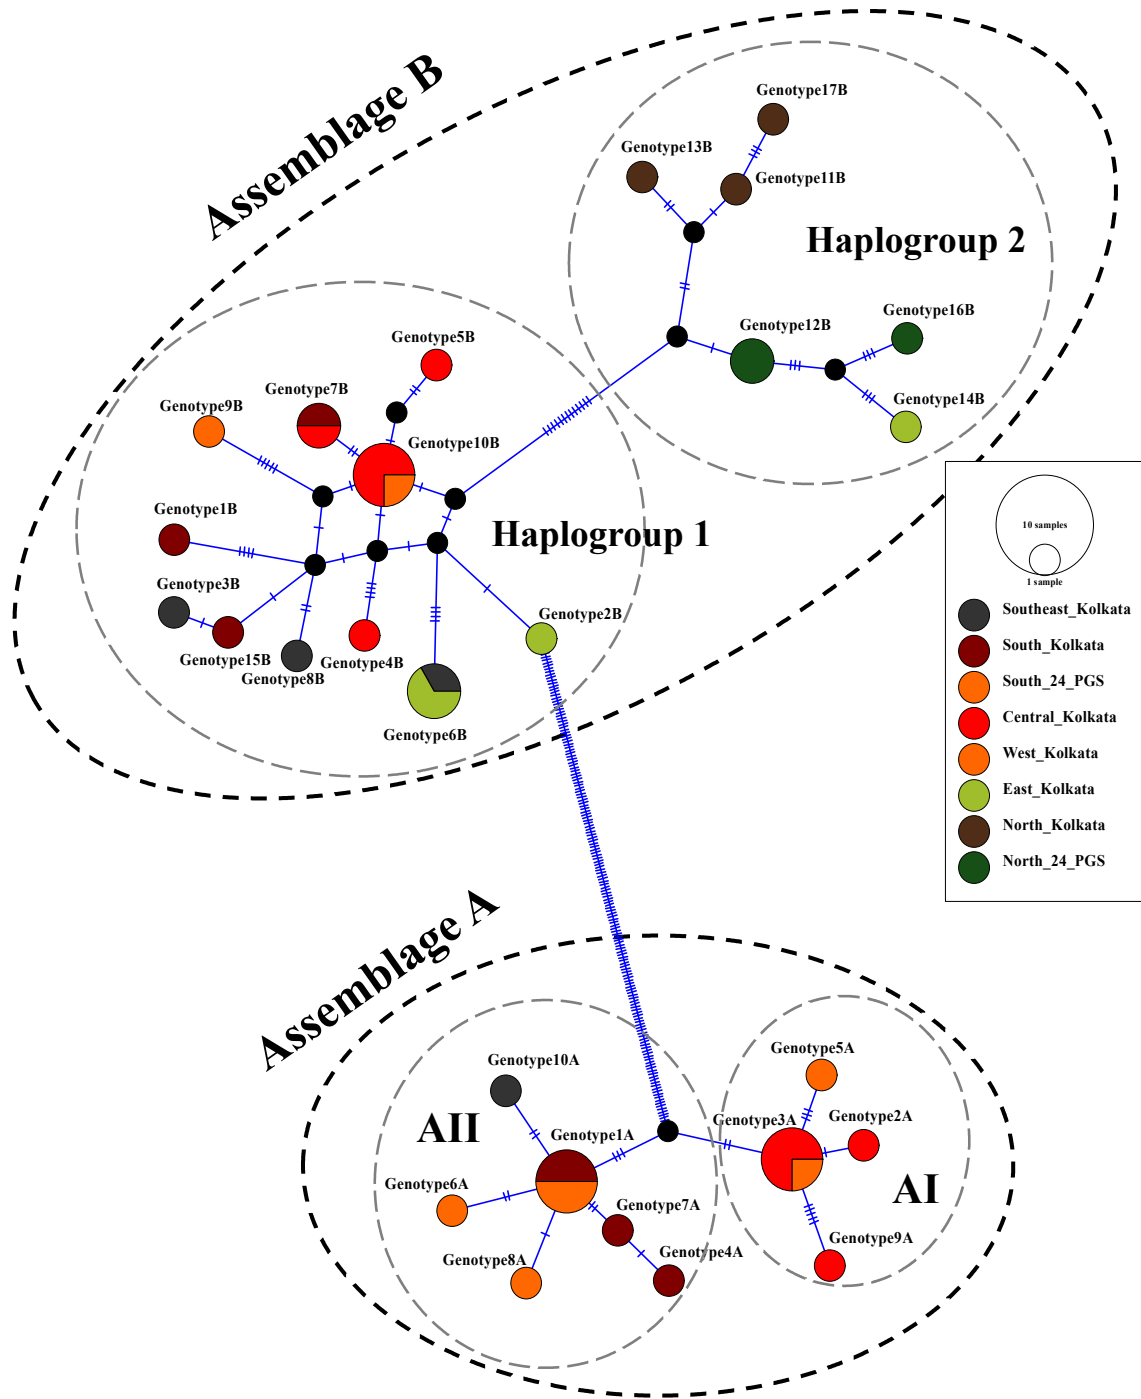 Assemblage B
Genotype17B
Genotype13B
Genotype11B
Haplogroup 2
Genotype16B
Genotype12B
Genotype14B
Genotype5B
Genotype7B
Genotype9B
Genotype10B
Genotype1B
Haplogroup 1
Genotype3B
Genotype2B
Genotype15B
Genotype8B
Genotype4B
Genotype6B
10 samples
1 sample
Southeast_Kolkata
South_Kolkata
South_24_PGS
Central_Kolkata
West_Kolkata
East_Kolkata
North_Kolkata
North_24_PGS
Assemblage A
Genotype10A
AII
Genotype1A
Genotype6A
Genotype7A
Genotype8A
Genotype4A
Genotype5A
Genotype3A
Genotype2A
AI
Genotype9A